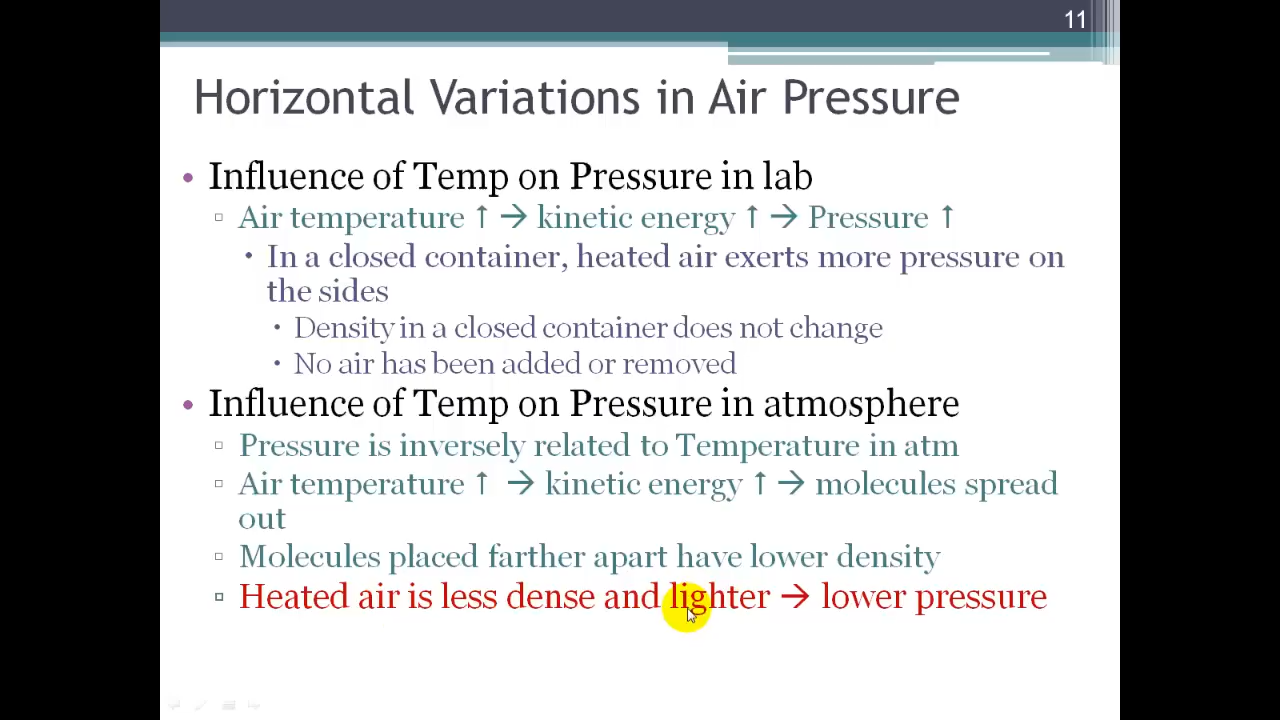 11
Horizontal Variations in Air Pressure
• Influence of Temp on Pressure in lab
▫ Air temperature ↑ → kinetic energy ↑ → Pressure ↑
▪ In a closed container, heated air exerts more pressure on
the sides
▪ Density in a closed container does not change
▪ No air has been added or removed
• Influence of Temp on Pressure in atmosphere
▫ Pressure is inversely related to Temperature in atm
▫ Air temperature ↑ → kinetic energy ↑ → molecules spread
out
▫ Molecules placed farther apart have lower density
▫ Heated air is less dense and lighter → lower pressure